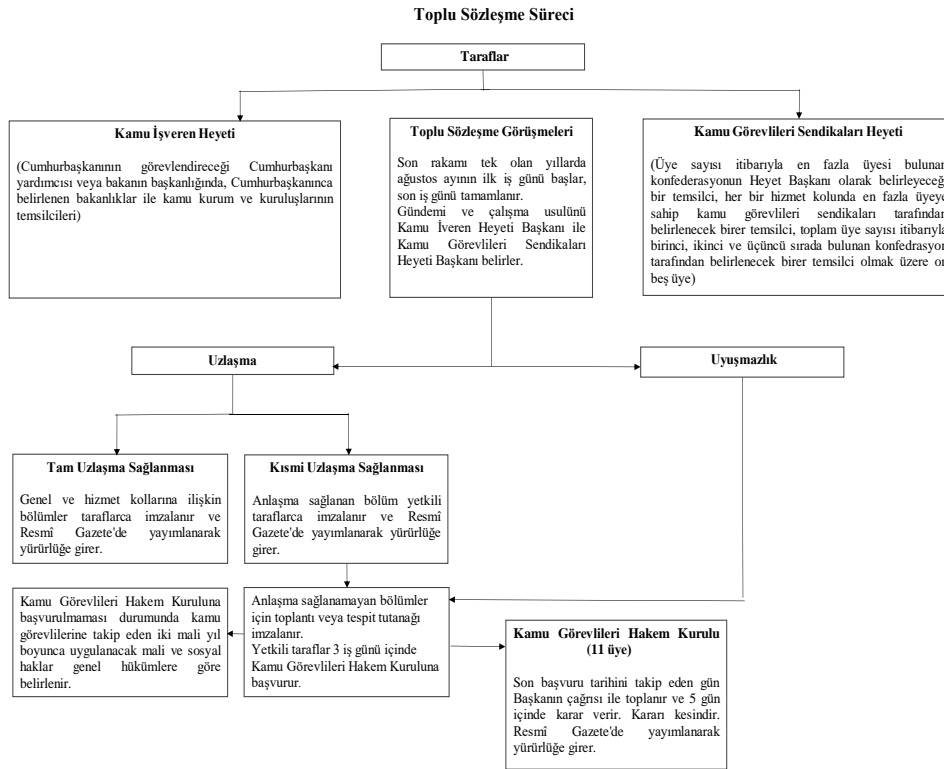 Toplu Sözleşme Süreci
Taraflar
Kamu İşveren Heyeti
(Cumhurbaşkanının görevlendireceği Cumhurbaşkanı
yardımcısı veya bakanın başkanlığında, Cumhurbaşkanınca
belirlenen bakanlıklar ile kamu kurum ve kuruluşlarının
temsilcileri)
Toplu Sözleşme Görüşmeleri
Son rakamı tek olan yıllarda
ağustos ayının ilk iş günü başlar,
son iş günü tamamlanır.
Gündemi ve çalışma usulünü
Kamu İveren Heyeti Başkanı ile
Kamu Görevlileri Sendikaları
Heyeti Başkanı belirler.
Kamu Görevlileri Sendikaları Heyeti
(Üye sayısı itibarıyla en fazla üyesi bulunan
konfederasyonun Heyet Başkanı olarak belirleyeceği
bir temsilci, her bir hizmet kolunda en fazla üyeye
sahip kamu görevlileri sendikaları tarafından
belirlenecek birer temsilci, toplam üye sayısı itibarıyla
birinci, ikinci ve üçüncü sırada bulunan konfedrasyon
tarafından belirlenecek birer temsilci olmak üzere on
beş üye)
Uzlaşma
Uyuşmazlık
Tam Uzlaşma Sağlanması
Genel ve hizmet kollarına ilişkin
bölümler taraflarca imzalanır ve
Resmî Gazete'de yayımlanarak
yürürlüğe girer.
Kısmi Uzlaşma Sağlanması
Anlaşma sağlanan bölüm yetkili
taraflarca imzalanır ve Resmî
Gazete'de yayımlanarak yürürlüğe
girer.
Kamu Görevlileri Hakem Kuruluna
başvurulmaması durumunda kamu
görevlilerine takip eden iki mali yıl
boyunca uygulanacak mali ve sosyal
haklar genel hükümlere göre
belirlenir.
Anlaşma sağlanamayan bölümler
için toplantı veya tespit tutanağı
imzalanır.
Yetkili taraflar 3 iş günü içinde
Kamu Görevlileri Hakem Kuruluna
başvurur.
Kamu Görevlileri Hakem Kurulu
(11 üye)
Son başvuru tarihini takip eden gün
Başkanın çağrısı ile toplanır ve 5 gün
içinde karar verir. Kararı kesindir.
Resmî Gazete'de yayımlanarak
yürürlüğe girer.